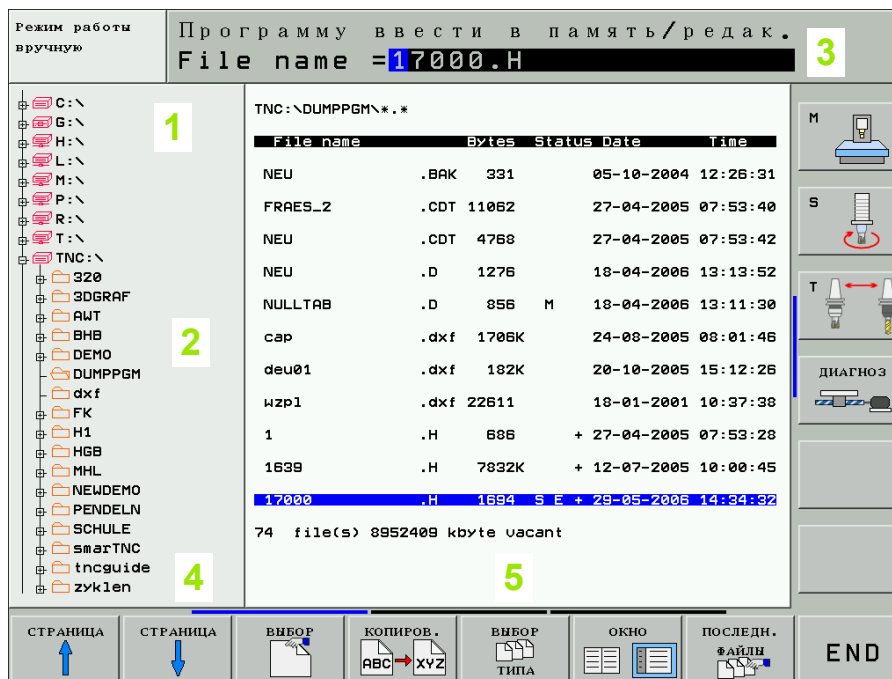 Режим работы
вручную
Программу ввести в память/редак.
File name =17000.H
3
C:\
G:\
H:\
L:\
M:\
P:\
R:\
T:\
TNC:\
320
3DGRAF
AWT
BHB
DEMO
DUMPPGM
dxf
FK
H1
HGB
MHL
NEWDEMO
PENDELN
SCHULE
smarTNC
tncguide
zyklen
1
2
4
TNC:\DUMPPGM\*.*
File name Bytes Status Date Time
NEU .BAK 331 05-10-2004 12:26:31
FRAES_2 .CDT 11062 27-04-2005 07:53:40
NEU .CDT 4768 27-04-2005 07:53:42
NEU .D 1276 18-04-2006 13:13:52
NULLTAB .D 856 M 18-04-2006 13:11:30
cap .dxf 1706K 24-08-2005 08:01:46
deu01 .dxf 182K 20-10-2005 15:12:26
wzpl .dxf 22611 18-01-2001 10:37:38
1 .H 686 + 27-04-2005 07:53:28
1639 .H 7832K + 12-07-2005 10:00:45
17000 .H 1694 S E + 29-05-2006 14:34:32
74 file(s) 8952409 kbyte vacant
5
M
S
T
ДИАГНОЗ
СТРАНИЦА
СТРАНИЦА
ВЫБОР
КОПИРОВ.
ABC
XYZ
ВЫБОР
ТИПА
ОКНО
ПОСЛЕДН.
ФАЙЛЫ
END